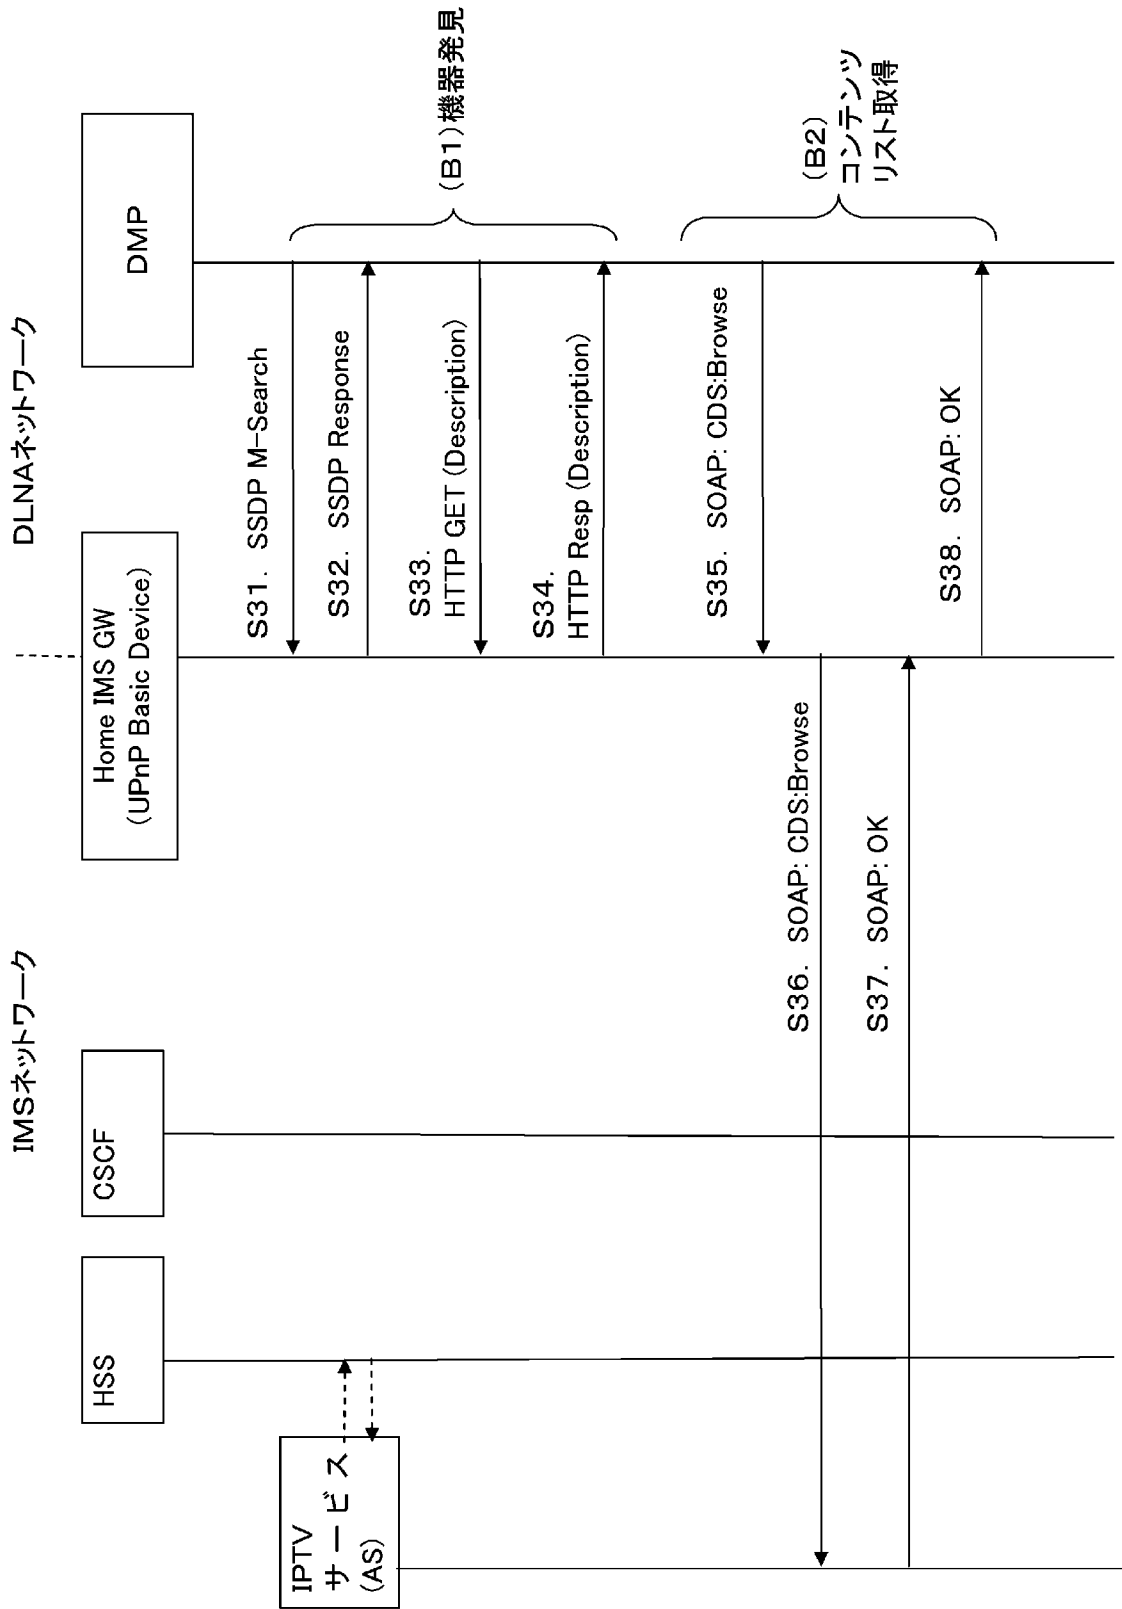 IMSネットワーク
DLNAネットワーク
IPTV
サービス
(AS)
HSS
CSCF
Home IMS GW
(UPnP Basic Device)
DMP
S31. SSDP M-Search
S32. SSDP Response
S33.
HTTP GET (Description)
S34.
HTTP Resp (Description)
(B1)機器発見
S35. SOAP: CDS:Browse
S36. SOAP: CDS:Browse
S37. SOAP: OK
S38. SOAP: OK
(B2)
コンテンツ
リスト取得